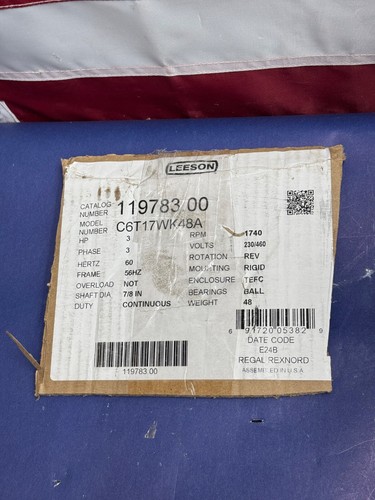 LEESON
CATALOG NUMBER 119783.00
MODEL NUMBER C6T17WK48A
HP 3 RPM 1740
PHASE 3 VOLTS 230/460
HERTZ 60 ROTATION REV
FRAME 56HZ MOUNTING RIGID
OVERLOAD NOT ENCLOSURE TEFC
SHAFT DIA 7/8 IN BEARINGS BALL
DUTY CONTINUOUS WEIGHT 48
6 91720 05382 9
DATE CODE
E24B
REGAL REXNORD
ASSEMBLED IN U.S.A
119783.00